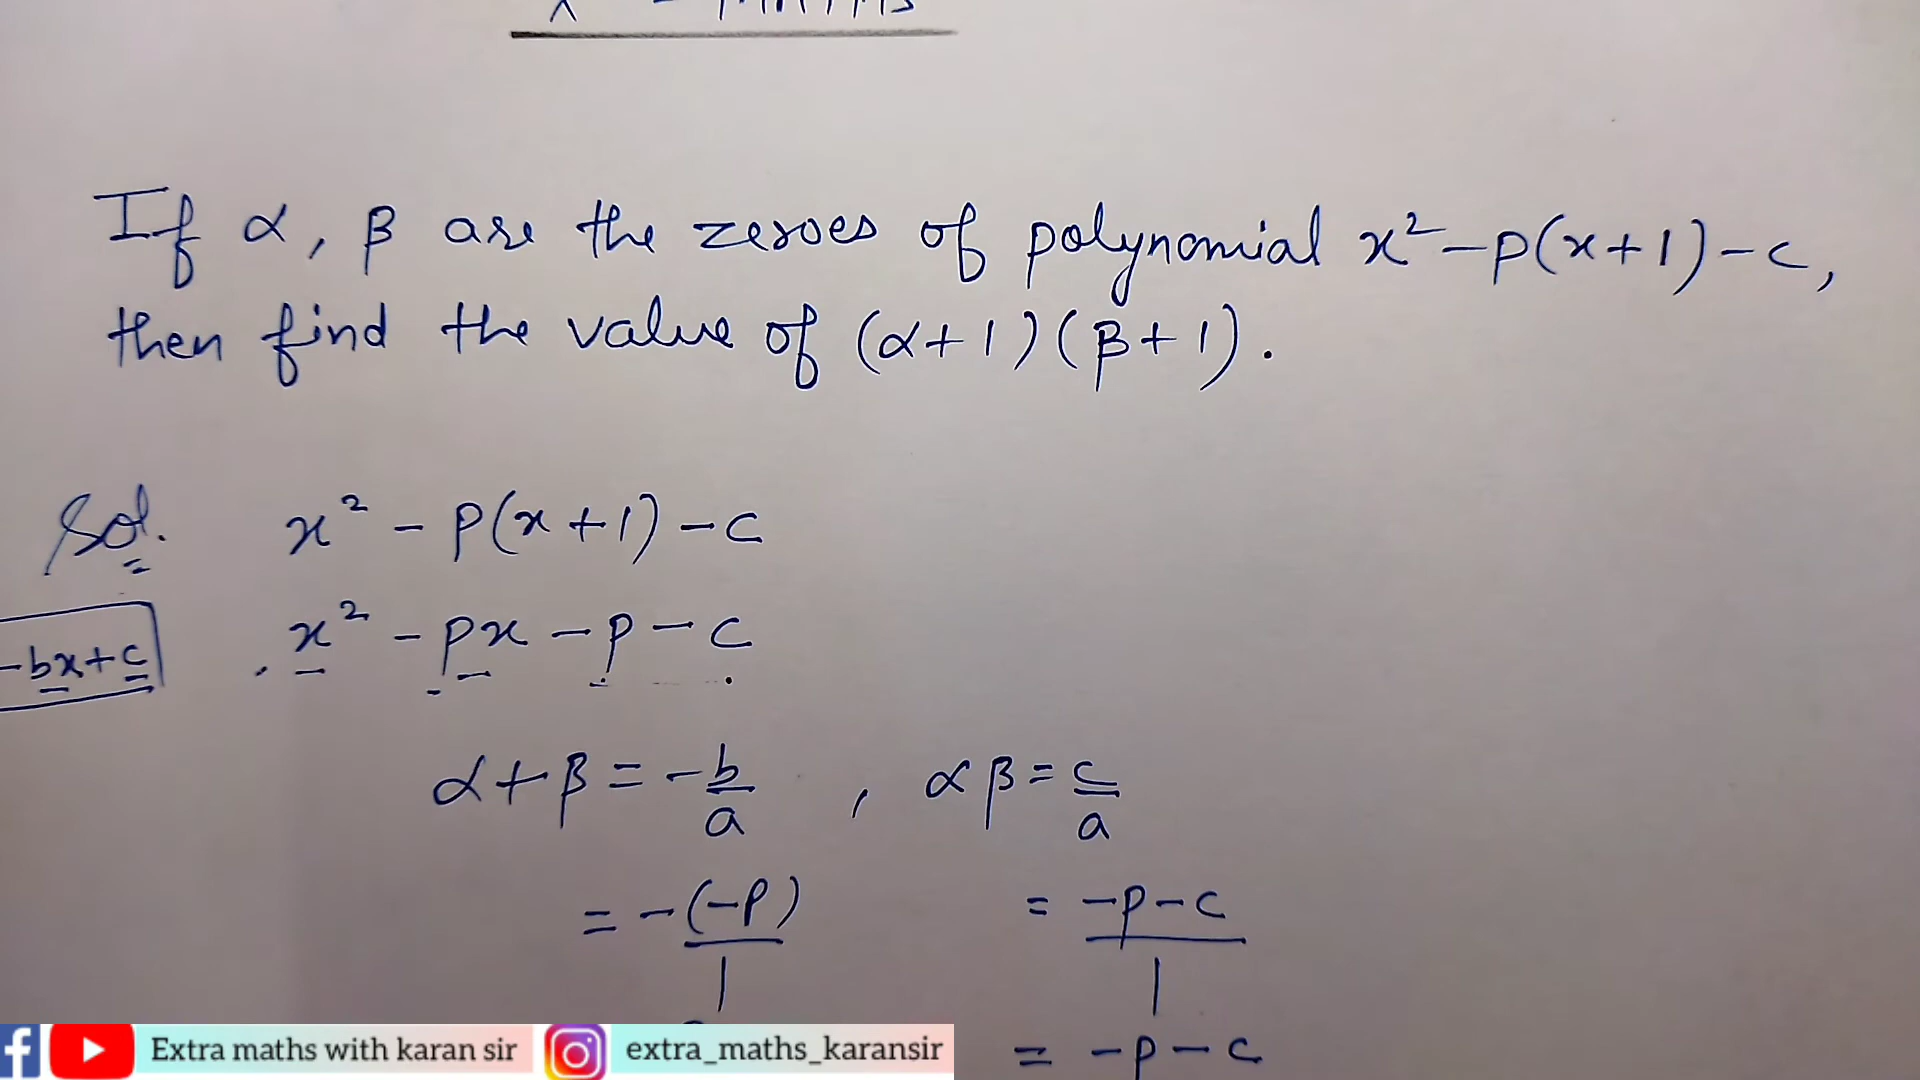 If α, β are the zeroes of polynomial x² - p(x+1) - c,
then find the value of (α+1)(β+1).
Sol. x² - p(x+1) - c
-bx+c
x² - px - p - c
α+β = -b/a , αβ = c/a
= -(-p)/1 = -p-c/1
= -p-c
Extra maths with karan sir extra_maths_karansir